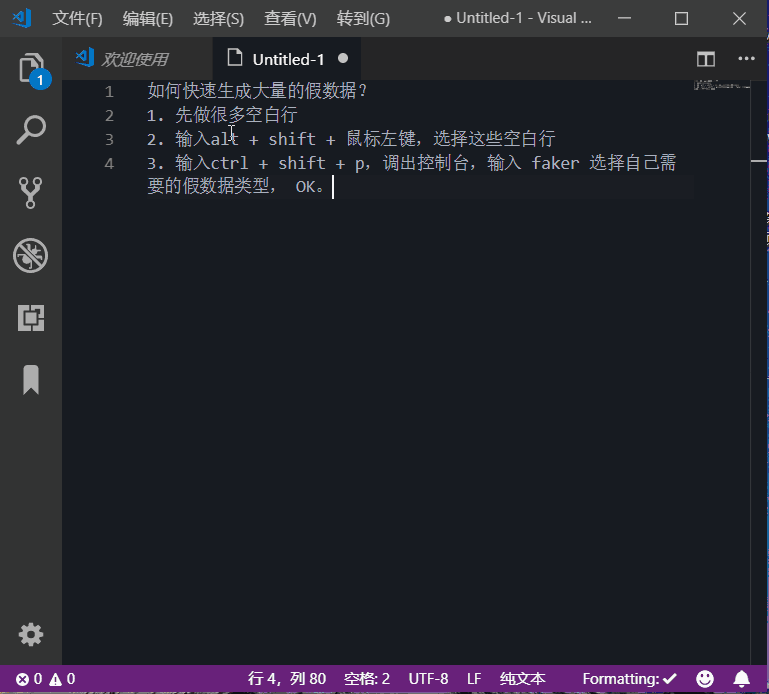 文件(F) 编辑(E) 选择(S) 查看(V) 转到(G) ● Untitled-1 - Visual ...
欢迎使用 Untitled-1
1
1 如何快速生成大量的假数据？
2 1. 先做很多空白行
3 2. 输入alt + shift + 鼠标左键，选择这些空白行
4 3. 输入ctrl + shift + p，调出控制台，输入 faker 选择自己需
要的假数据类型， OK。
0 0 行 4，列 80 空格: 2 UTF-8 LF 纯文本 Formatting: ✓